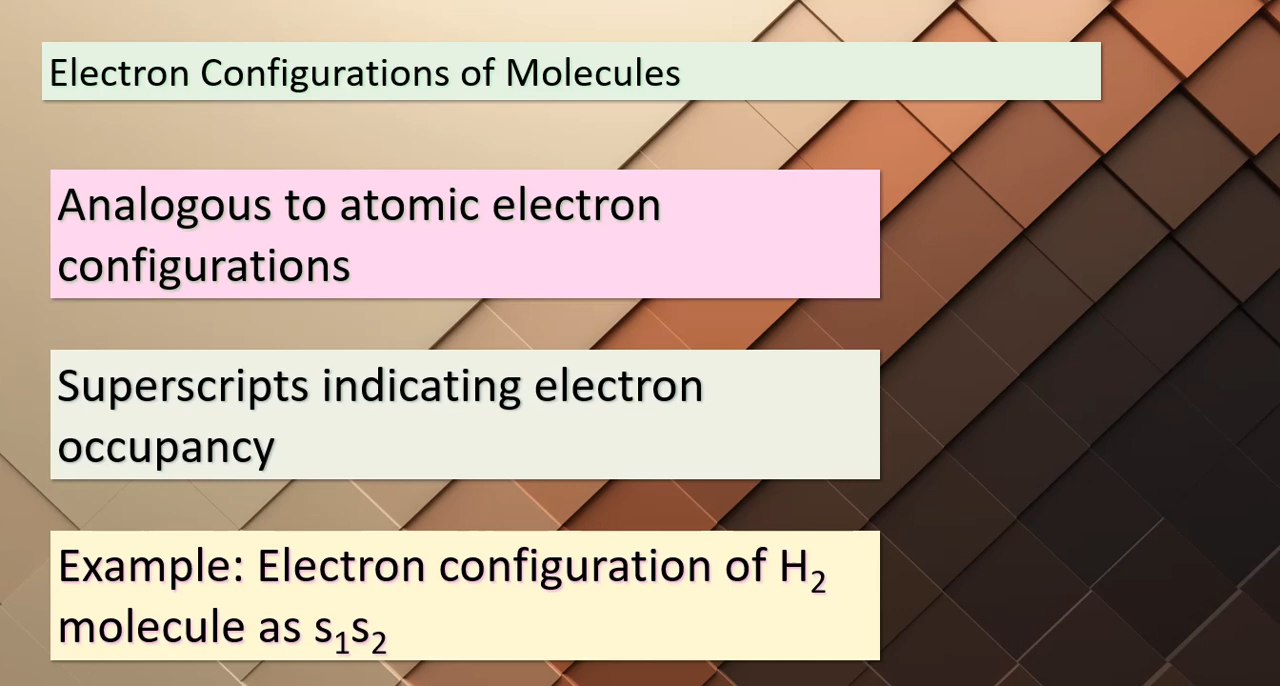 Electron Configurations of Molecules
Analogous to atomic electron
configurations
Superscripts indicating electron
occupancy
Example: Electron configuration of H₂
molecule as s₁s₂